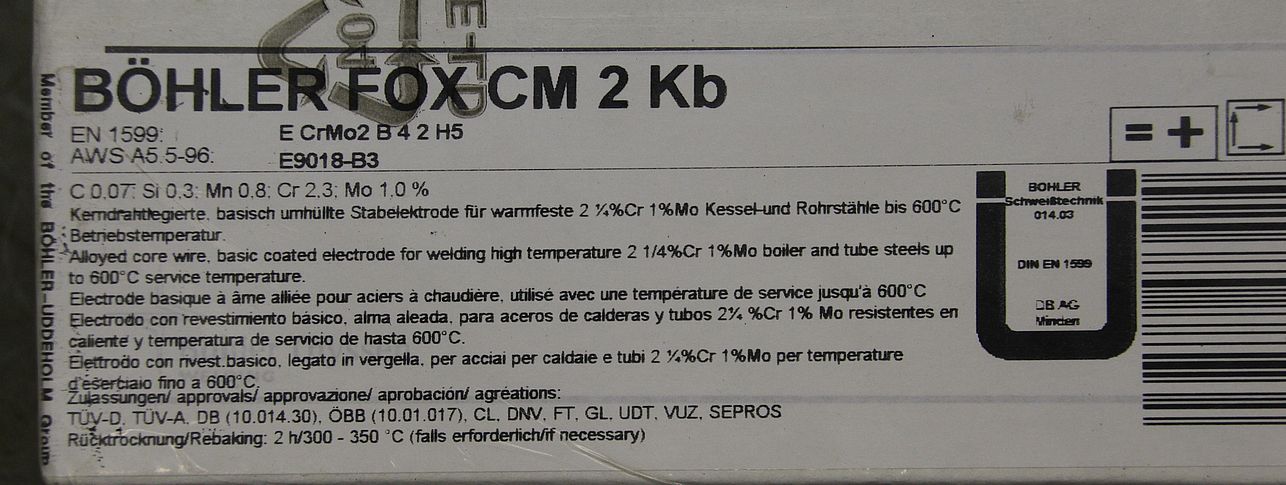 E-TD
04
BÖHLER FOX CM 2 Kb
EN 1599: E CrMo2 B 4 2 H5
AWS A5.5-96: E9018-B3
= +
C 0.07; Si 0.3; Mn 0.8; Cr 2.3; Mo 1.0 %
Kerndrahtlegierte, basisch umhüllte Stabelektrode für warmfeste 2 ¼%Cr 1%Mo Kessel-und Rohrstähle bis 600°C
Betriebstemperatur.
Alloyed core wire, basic coated electrode for welding high temperature 2 1/4%Cr 1%Mo boiler and tube steels up
to 600°C service temperature.
Electrode basique à âme alliée pour aciers à chaudière, utilisé avec une température de service jusqu'à 600°C
Electrodo con revestimiento básico, alma aleada, para aceros de calderas y tubos 2¼ %Cr 1% Mo resistentes en
caliente y temperatura de servicio de hasta 600°C.
Elettrodo con rivest.basico, legato in vergella, per acciai per caldaie e tubi 2 ¼%Cr 1%Mo per temperature
d'eserciaio fino a 600°C.
Zulassungen/ approvals/ approvazione/ aprobación/ agréations:
TÜV-D, TÜV-A, DB (10.014.30), ÖBB (10.01.017), CL, DNV, FT, GL, UDT, VUZ, SEPROS
Rücktrocknung/Rebaking: 2 h/300 - 350 °C (falls erforderlich/if necessary)
BÖHLER
Schweißtechnik
014.03
DIN EN 1599
DB AG
Minden
Member of the BÖHLER-UDDEHOLM Group